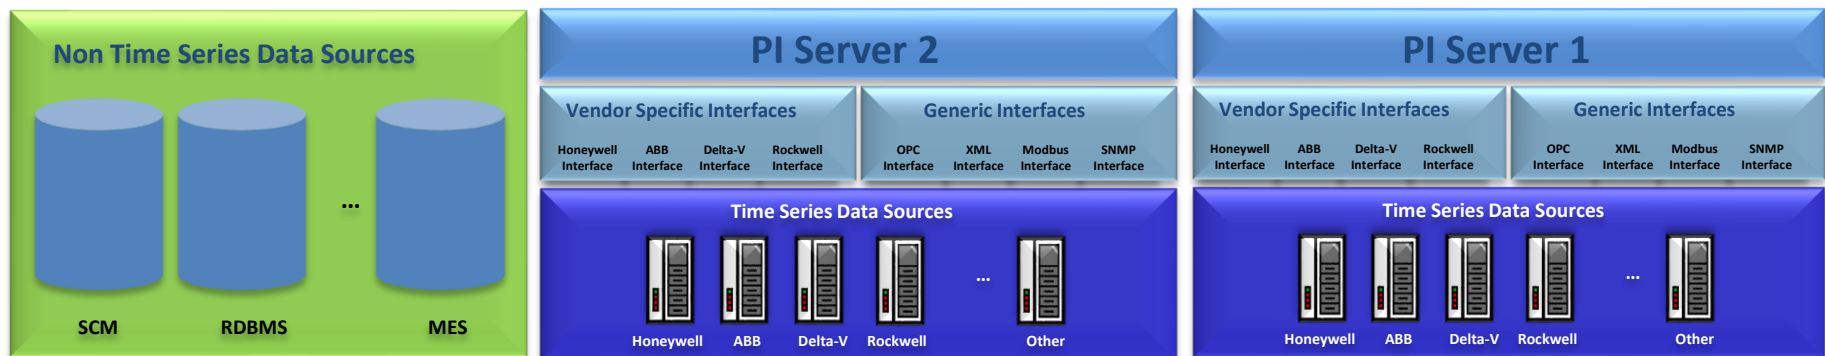 Non Time Series Data Sources
...
SCM RDBMS MES
PI Server 2
Vendor Specific Interfaces
Honeywell Interface
ABB Interface
Delta-V Interface
Rockwell Interface
Generic Interfaces
OPC Interface
XML Interface
Modbus Interface
SNMP Interface
Time Series Data Sources
...
Honeywell ABB Delta-V Rockwell Other
PI Server 1
Vendor Specific Interfaces
Honeywell Interface
ABB Interface
Delta-V Interface
Rockwell Interface
Generic Interfaces
OPC Interface
XML Interface
Modbus Interface
SNMP Interface
Time Series Data Sources
...
Honeywell ABB Delta-V Rockwell Other